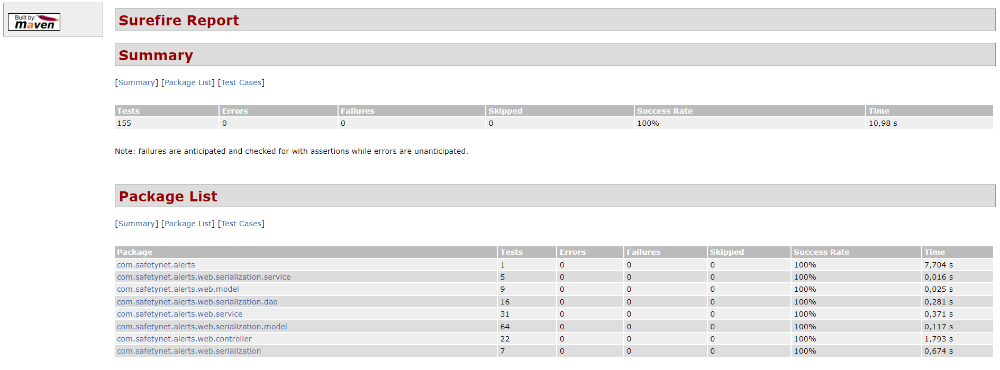 Built by:
maven
Surefire Report
Summary
[Summary] [Package List] [Test Cases]
Tests Errors Failures Skipped Success Rate Time
155 0 0 0 100% 10,98 s
Note: failures are anticipated and checked for with assertions while errors are unanticipated.
Package List
[Summary] [Package List] [Test Cases]
Package Tests Errors Failures Skipped Success Rate Time
com.safetynet.alerts 1 0 0 0 100% 7,704 s
com.safetynet.alerts.web.serialization.service 5 0 0 0 100% 0,016 s
com.safetynet.alerts.web.model 9 0 0 0 100% 0,025 s
com.safetynet.alerts.web.serialization.dao 16 0 0 0 100% 0,281 s
com.safetynet.alerts.web.service 31 0 0 0 100% 0,371 s
com.safetynet.alerts.web.serialization.model 64 0 0 0 100% 0,117 s
com.safetynet.alerts.web.controller 22 0 0 0 100% 1,793 s
com.safetynet.alerts.web.serialization 7 0 0 0 100% 0,674 s